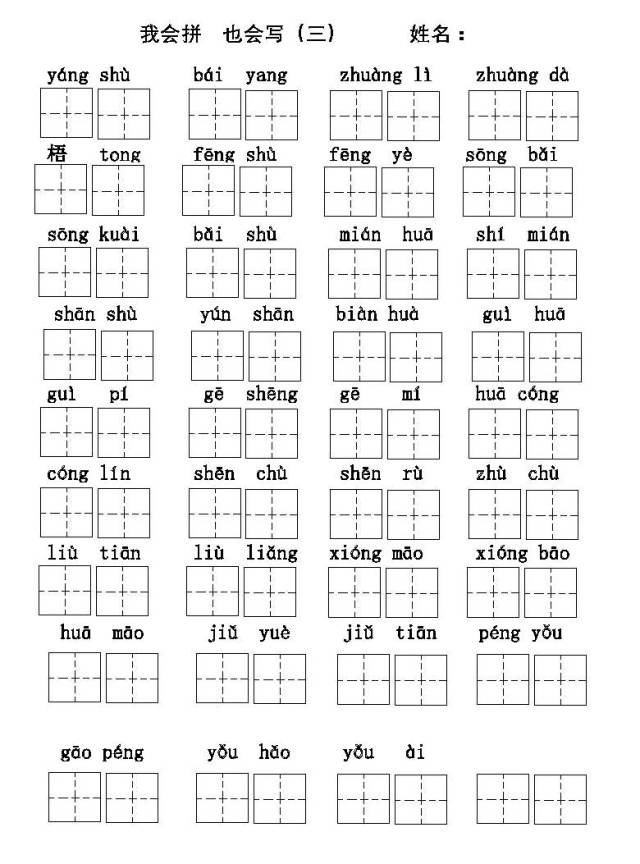 我会拼 也会写（三） 姓名：
yáng shù bái yang zhuàng lì zhuàng dà
梧 tong fēng shù fēng yè sōng bǎi
sōng kuài bǎi shù mián huā shí mián
shān shù yún shān biàn huà guì huā
guì pí gē shēng gē mí huā cóng
cóng lín shēn chù shēn rù zhù chù
liù tiān liù liǎng xióng māo xióng bāo
huā māo jiǔ yuè jiǔ tiān péng yǒu
gāo péng yǒu hǎo yǒu ài